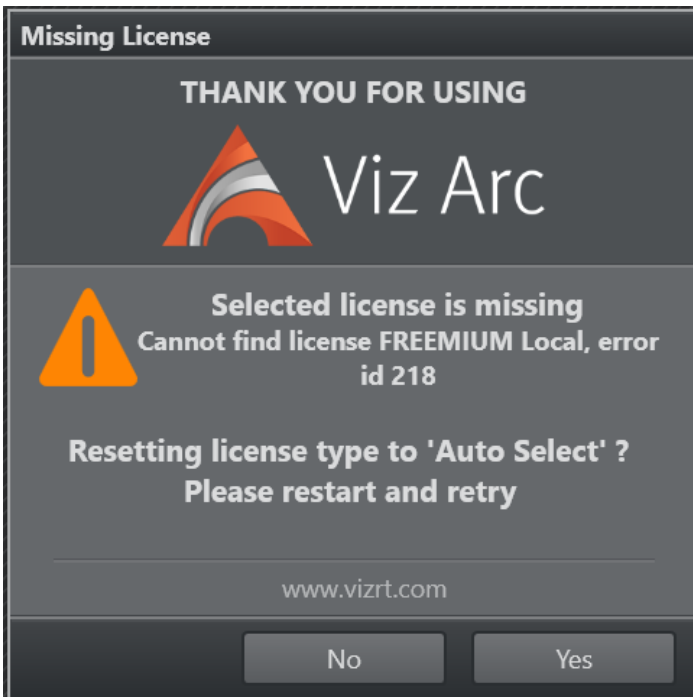 Missing License
THANK YOU FOR USING
Viz Arc
Selected license is missing
Cannot find license FREEMIUM Local, error
id 218
Resetting license type to 'Auto Select' ?
Please restart and retry
www.vizrt.com
No
Yes